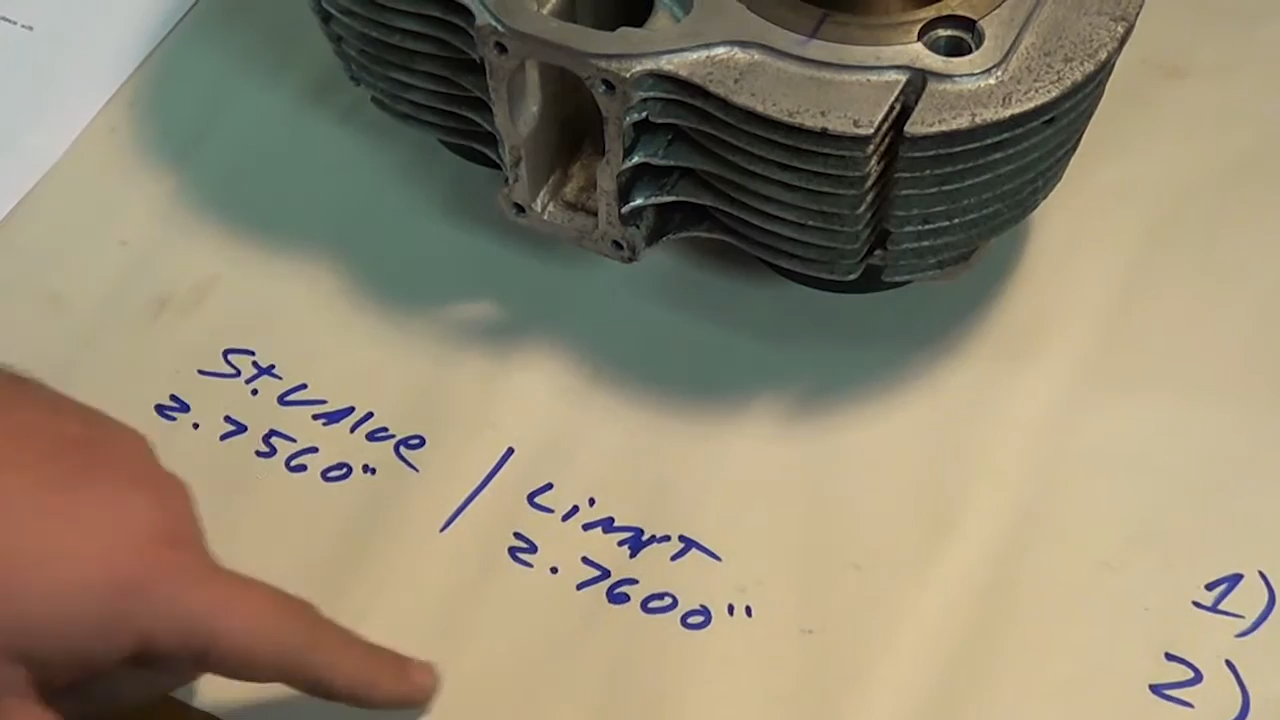 St. Value
2.7560"
/
Limit
2.7600"
1)
2)